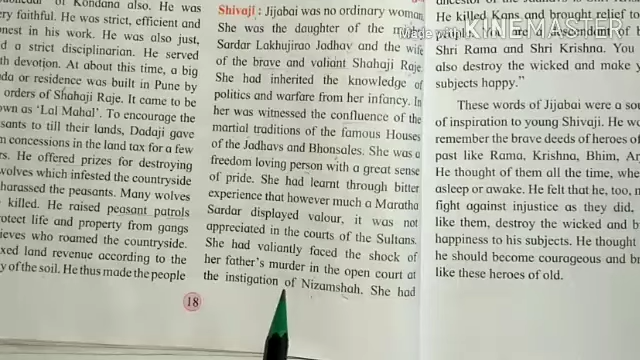 of Kondana also. He was
ry faithful. He was strict, efficient and
nest in his work. He was also just,
d a strict disciplinarian. He served
th devotion. At about this time, a big
da or residence was built in Pune by
orders of Shahaji Raje. It came to be
own as 'Lal Mahal'. To encourage the
sants to till their lands, Dadaji gave
m concessions in the land tax for a few
rs. He offered prizes for destroying
wolves which infested the countryside
harassed the peasants. Many wolves
killed. He raised peasant patrols
rotect life and property from gangs
ieves who roamed the countryside.
xed land revenue according to the
y of the soil. He thus made the people
18
Shivaji : Jijabai was no ordinary woman
She was the daughter of the
Sardar Lakhujirao Jadhav and the wife
of the brave and valiant Shahaji Raje.
She had inherited the knowledge of
politics and warfare from her infancy. In
her was witnessed the confluence of the
martial traditions of the famous Houses
of the Jadhavs and Bhonsales. She was a
freedom loving person with a great sense
of pride. She had learnt through bitter
experience that however much a Maratha
Sardar displayed valour, it was not
appreciated in the courts of the Sultans.
She had valiantly faced the shock of
her father's murder in the open court at
the instigation of Nizamshah. She had
He killed Kans and brought relief
Shri Rama and Shri Krishna. You
also destroy the wicked and make y
subjects happy."
These words of Jijabai were a sou
of inspiration to young Shivaji. He wo
remember the brave deeds of heroes of
past like Rama, Krishna, Bhim, Ar
He thought of them all the time, whe
asleep or awake. He felt that he, too, m
fight against injustice as they did,
like them, destroy the wicked and b
happiness to his subjects. He thought
he should become courageous and br
like these heroes of old.
Made with
KINEMASTER